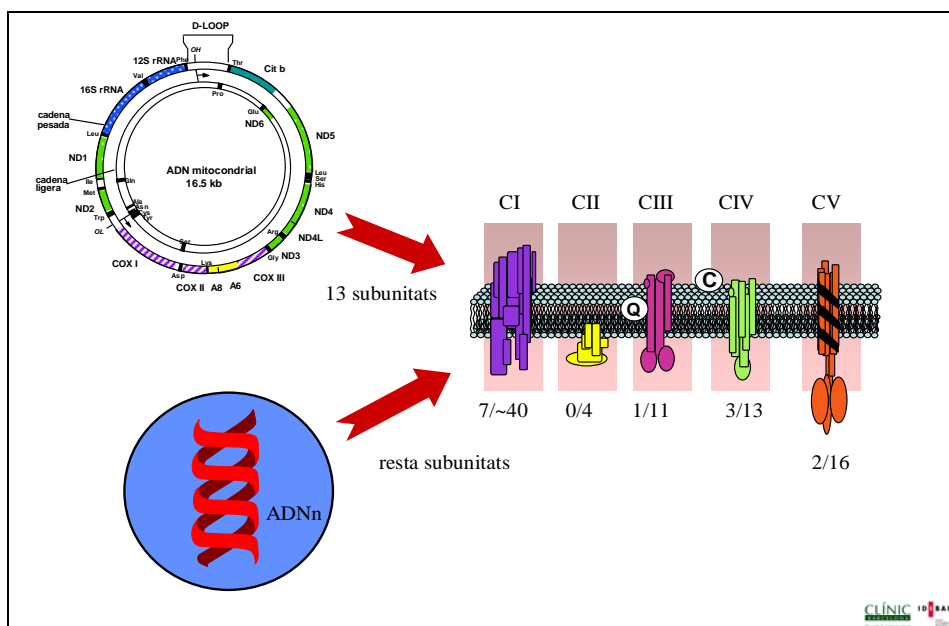 D-LOOP
OH
12S rRNA
Phe
Thr
Cit b
Val
16S rRNA
Pro
Glu
ND6
ND5
cadena
pesada
Leu
ND1
ADN mitocondrial
16.5 kb
cadena
ligera
Ile
Gln
Met
Leu
Ser
His
ND2
Ala
Asn
Cys
Tyr
Trp
OL
ND4
Arg
ND4L
Ser
ND3
Gly
Lys
COX I
Asp
COX II
A8
A6
COX III
13 subunitats
CI
CII
CIII
CIV
CV
C
Q
7/~40
0/4
1/11
3/13
2/16
resta subunitats
ADNn
CLÍNIC
BARCELONA